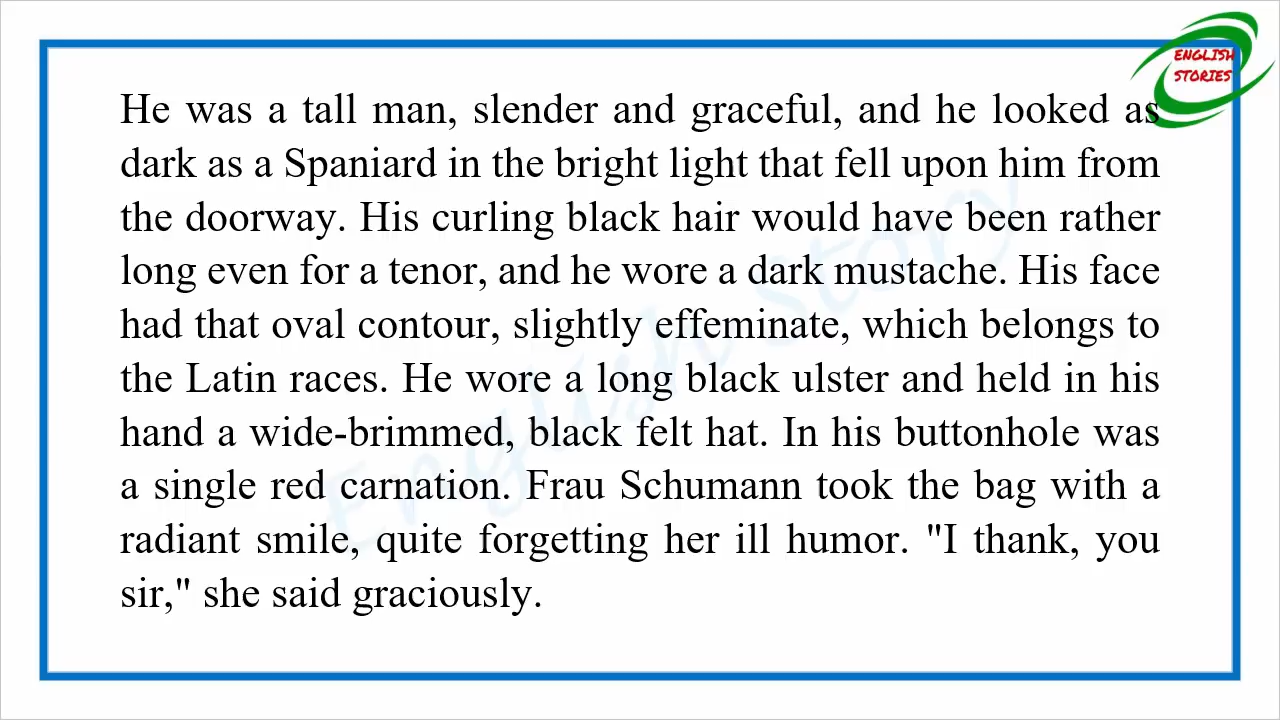 ENGLISH
STORIES
He was a tall man, slender and graceful, and he looked as
dark as a Spaniard in the bright light that fell upon him from
the doorway. His curling black hair would have been rather
long even for a tenor, and he wore a dark mustache. His face
had that oval contour, slightly effeminate, which belongs to
the Latin races. He wore a long black ulster and held in his
hand a wide-brimmed, black felt hat. In his buttonhole was
a single red carnation. Frau Schumann took the bag with a
radiant smile, quite forgetting her ill humor. "I thank, you
sir," she said graciously.
English Story